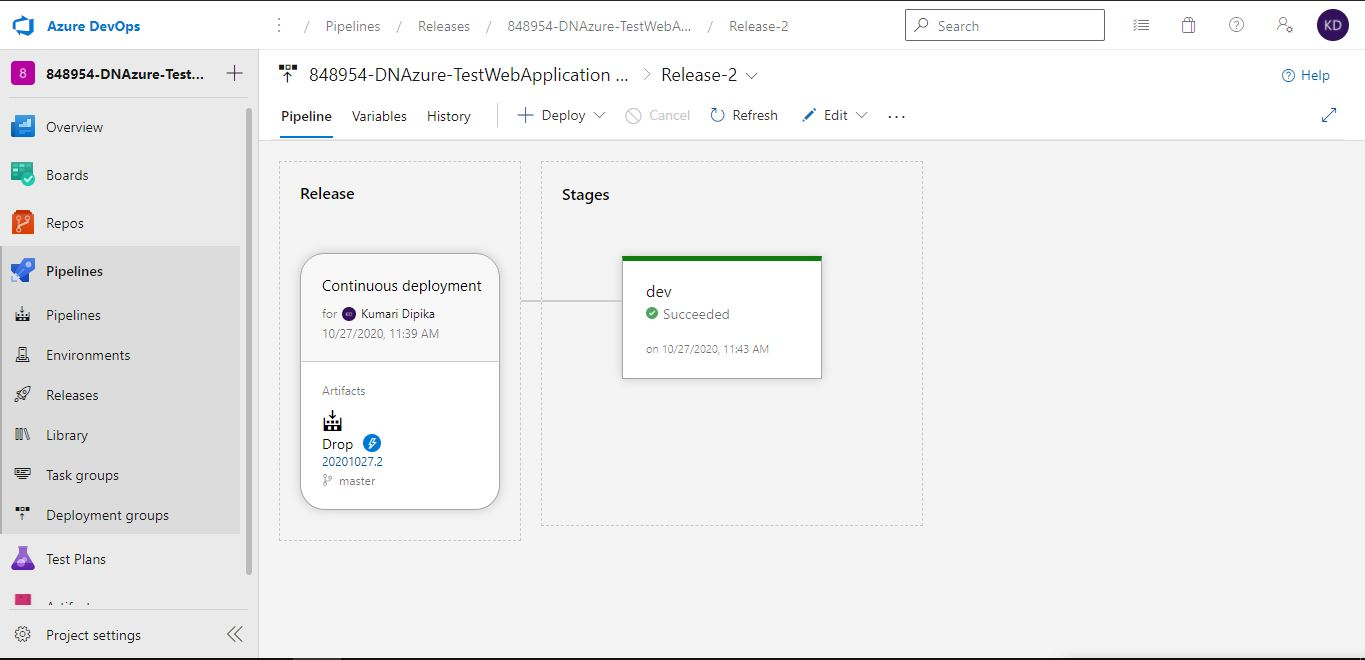 Azure DevOps
/ Pipelines / Releases / 848954-DNAzure-TestWebA... / Release-2
Search
KD
8 848954-DNAzure-Test...
Overview
Boards
Repos
Pipelines
Pipelines
Environments
Releases
Library
Task groups
Deployment groups
Test Plans
Project settings
848954-DNAzure-TestWebApplication ... > Release-2
Help
Pipeline Variables History Deploy Cancel Refresh Edit ...
Release
Continuous deployment
for KD Kumari Dipika
10/27/2020, 11:39 AM
Artifacts
Drop
20201027.2
master
Stages
dev
Succeeded
on 10/27/2020, 11:43 AM